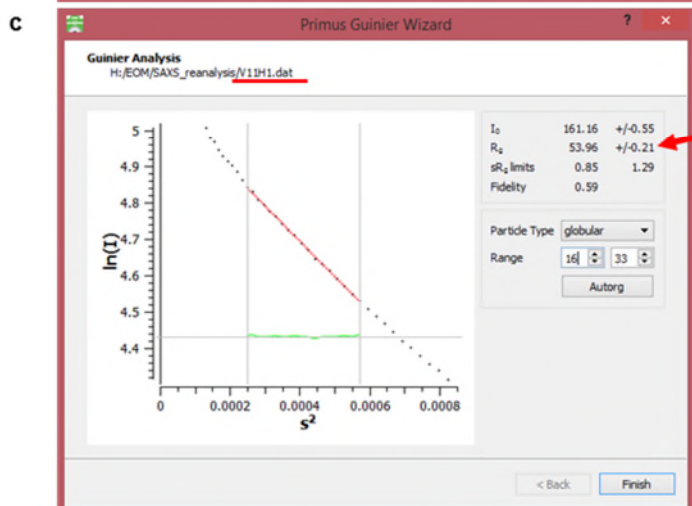 c
Primus Guinier Wizard
? ×
Guinier Analysis
H:/EOM/SAXS_reanalysis/V11H1.dat
I₀ 161.16 +/-0.55
R₉ 53.96 +/-0.21
sR₉ limits 0.85 1.29
Fidelity 0.59
Particle Type globular
Range 16 33
Autorg
5
4.9
4.8
4.7
4.6
4.5
4.4
ln(I)
0 0.0002 0.0004 0.0006 0.0008
s²
< Back Finish